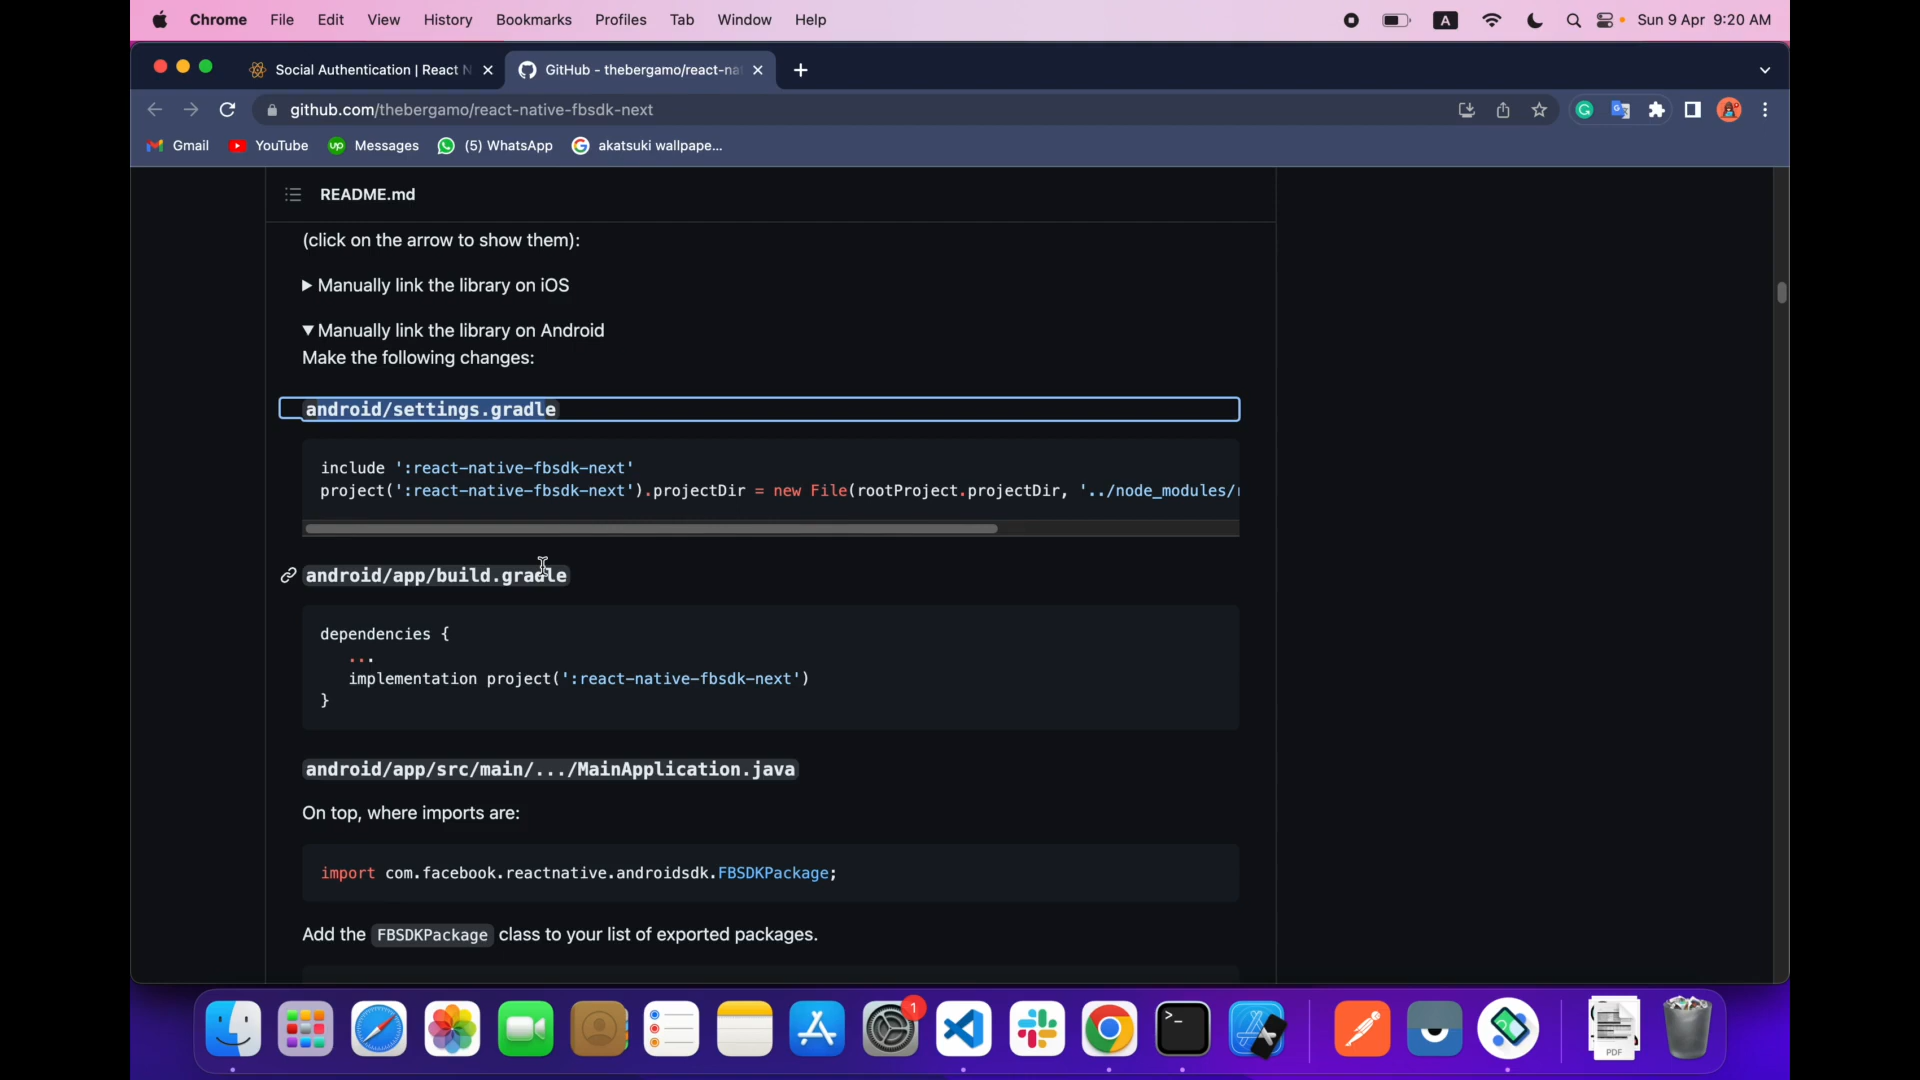 Chrome File Edit View History Bookmarks Profiles Tab Window Help A Sun 9 Apr 9:20 AM
Social Authentication | React N
GitHub - thebergamo/react-na
github.com/thebergamo/react-native-fbsdk-next
Gmail YouTube up Messages (5) WhatsApp G akatsuki wallpape...
README.md
(click on the arrow to show them):
Manually link the library on iOS
Manually link the library on Android
Make the following changes:
android/settings.gradle
include ':react-native-fbsdk-next'
project(':react-native-fbsdk-next').projectDir = new File(rootProject.projectDir, '../node_modules/
android/app/build.gradle
dependencies {
...
implementation project(':react-native-fbsdk-next')
}
android/app/src/main/.../MainApplication.java
On top, where imports are:
import com.facebook.reactnative.androidsdk.FBSDKPackage;
Add the FBSDKPackage class to your list of exported packages.
1
>_
PDF